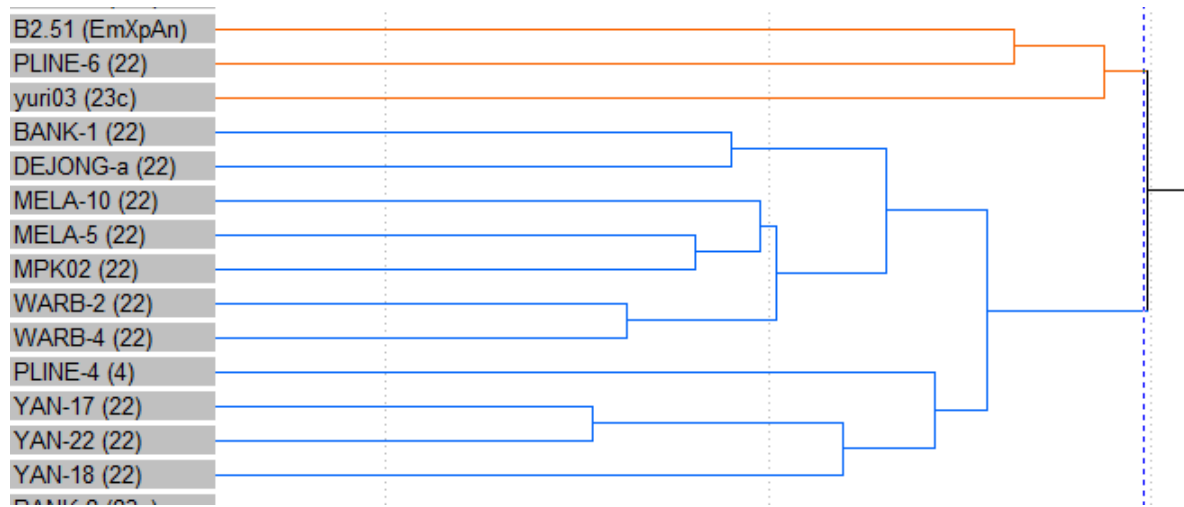 B2.51 (EmXpAn)
PLINE-6 (22)
yuri03 (23c)
BANK-1 (22)
DEJONG-a (22)
MELA-10 (22)
MELA-5 (22)
MPK02 (22)
WARB-2 (22)
WARB-4 (22)
PLINE-4 (4)
YAN-17 (22)
YAN-22 (22)
YAN-18 (22)